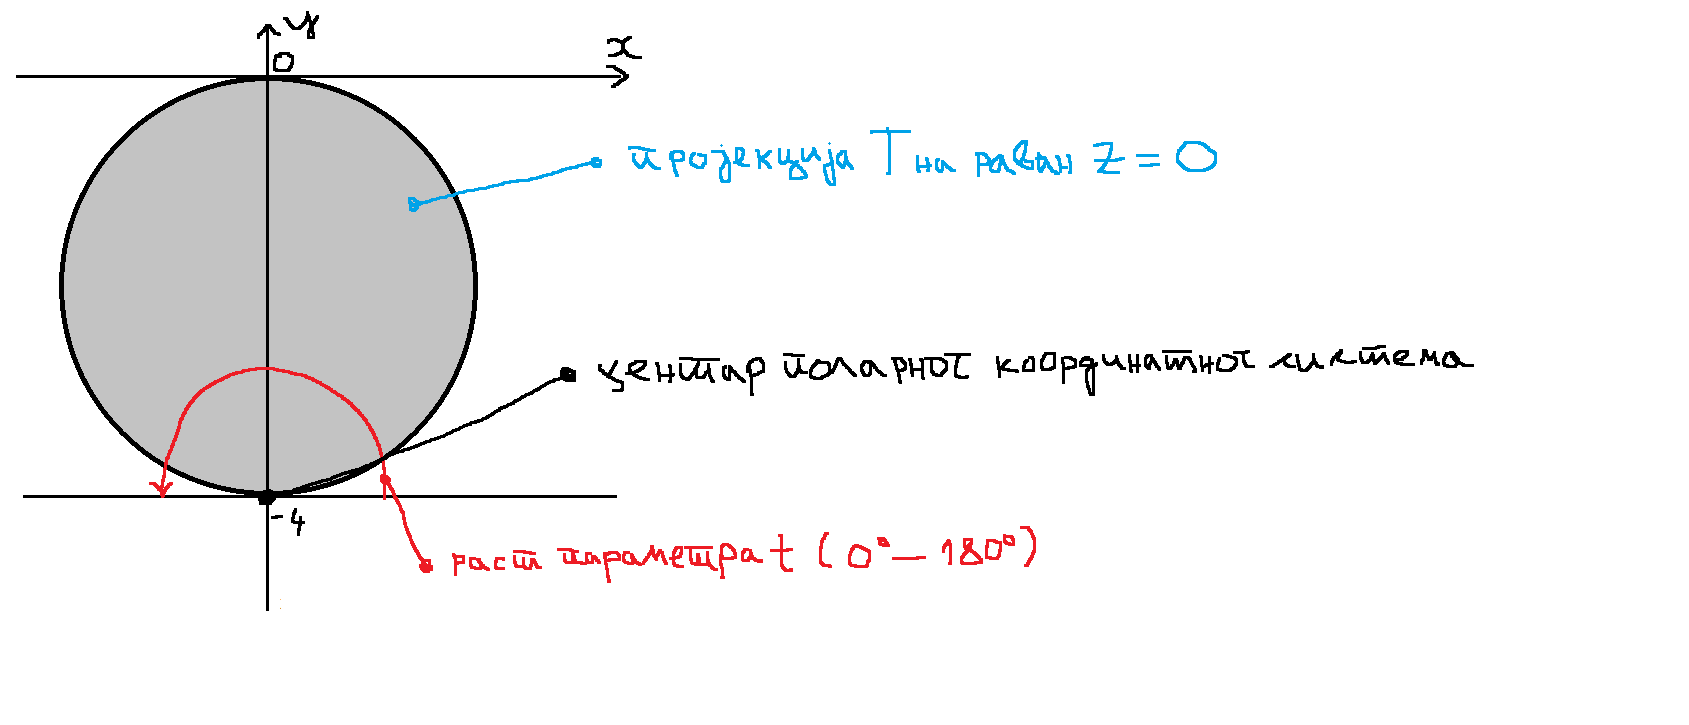 y
x
0
пројекција T на раван z = 0
центар поларног координатног система
-4
раст параметра t (0° - 180°)